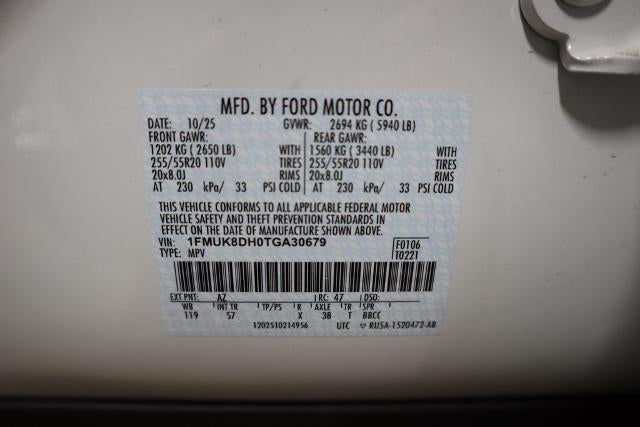 MFD. BY FORD MOTOR CO.
DATE: 10/25 GVWR: 2694 KG ( 5940 LB)
FRONT GAWR: REAR GAWR:
1202 KG ( 2650 LB) WITH 1560 KG ( 3440 LB) WITH
255/55R20 110V TIRES 255/55R20 110V TIRES
20x8.0J RIMS 20x8.0J RIMS
AT 230 kPa/ 33 PSI COLD AT 230 kPa/ 33 PSI COLD
THIS VEHICLE CONFORMS TO ALL APPLICABLE FEDERAL MOTOR
VEHICLE SAFETY AND THEFT PREVENTION STANDARDS IN
EFFECT ON THE DATE OF MANUFACTURE SHOWN ABOVE.
VIN: 1FMUK8DH0TGA30679 F0106
TYPE: MPV T0221
EXT PNT: AZ RC: 47 DSO:
WB INT TR TP/PS R AXLE TR SPR
119 S7 X 38 T BBCC
1202510214956 UTC ▽ RU5A-1520472-AB